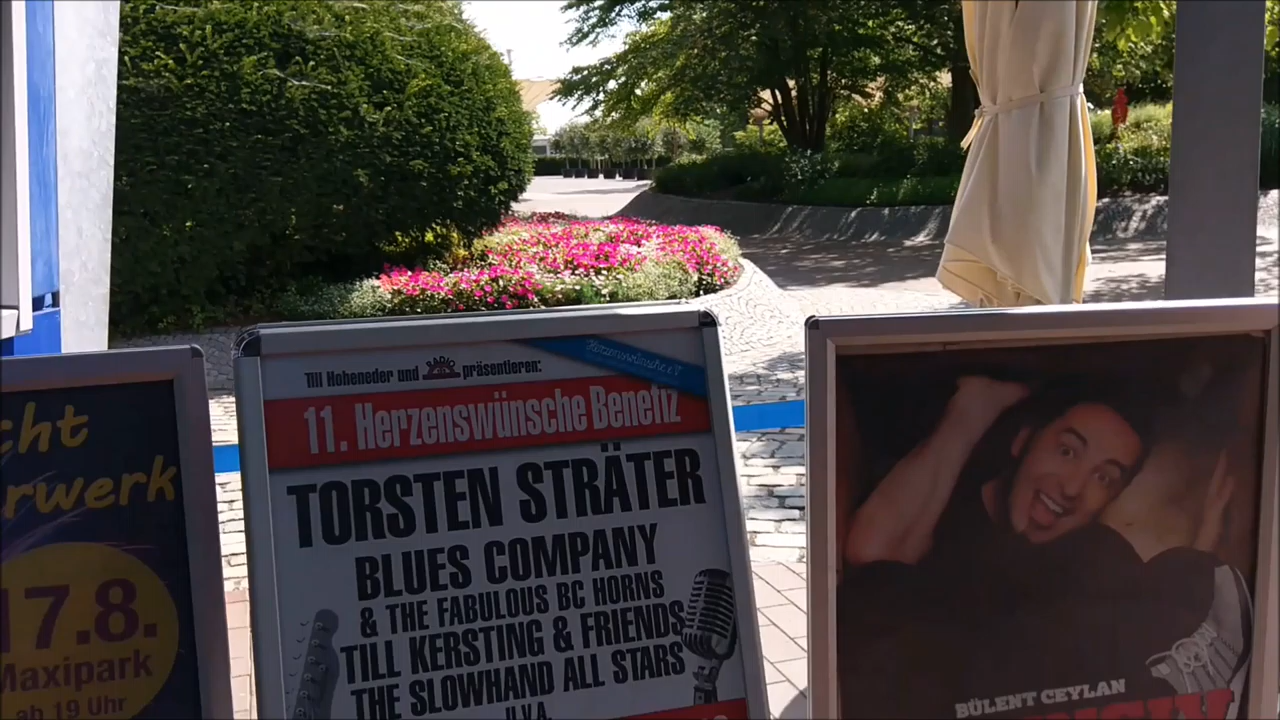 cht
rwerk
17.8.
Maxipark
ab 19 Uhr
Till Hoheneder und RADIO präsentieren:
Herzenswünsche e.V.
11. Herzenswünsche Benefiz
TORSTEN STRÄTER
BLUES COMPANY
& THE FABULOUS BC HORNS
TILL KERSTING & FRIENDS
THE SLOWHAND ALL STARS
U.V.A.
BÜLENT CEYLAN